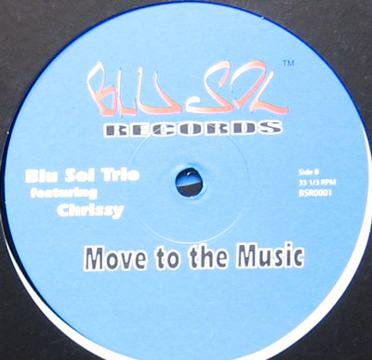 BLU SOL ™
RECORDS
Blu Sol Trio
featuring
Chrissy
Side B
33 1/3 RPM
BSR0001
Move to the Music